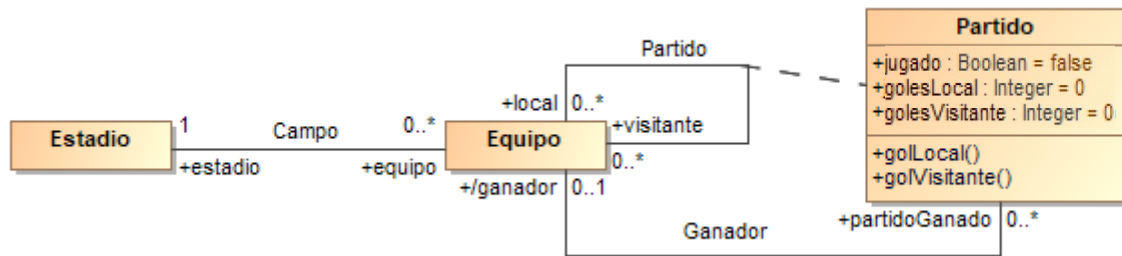 Partido
+jugado : Boolean = false
+golesLocal : Integer = 0
+golesVisitante : Integer = 0
+golLocal()
+golVisitante()
Partido
+local 0..*
+visitante
0..*
Estadio
1 Campo 0..*
+estadio +equipo
Equipo
+/ganador 0..1
Ganador
+partidoGanado 0..*